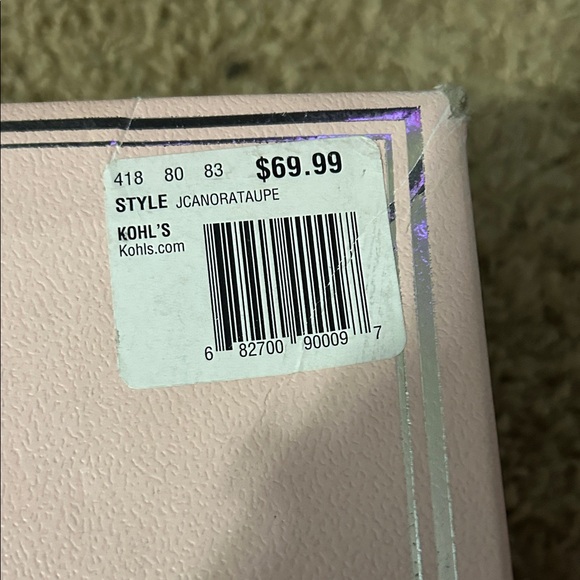 418 80 83 $69.99
STYLE JCANORATAUPE
KOHL'S
Kohls.com
6 82700 90009 7